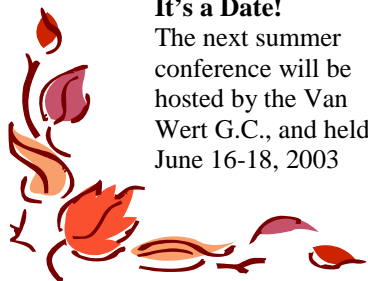 It's a Date!
The next summer
conference will be
hosted by the Van
Wert G.C., and held
June 16-18, 2003